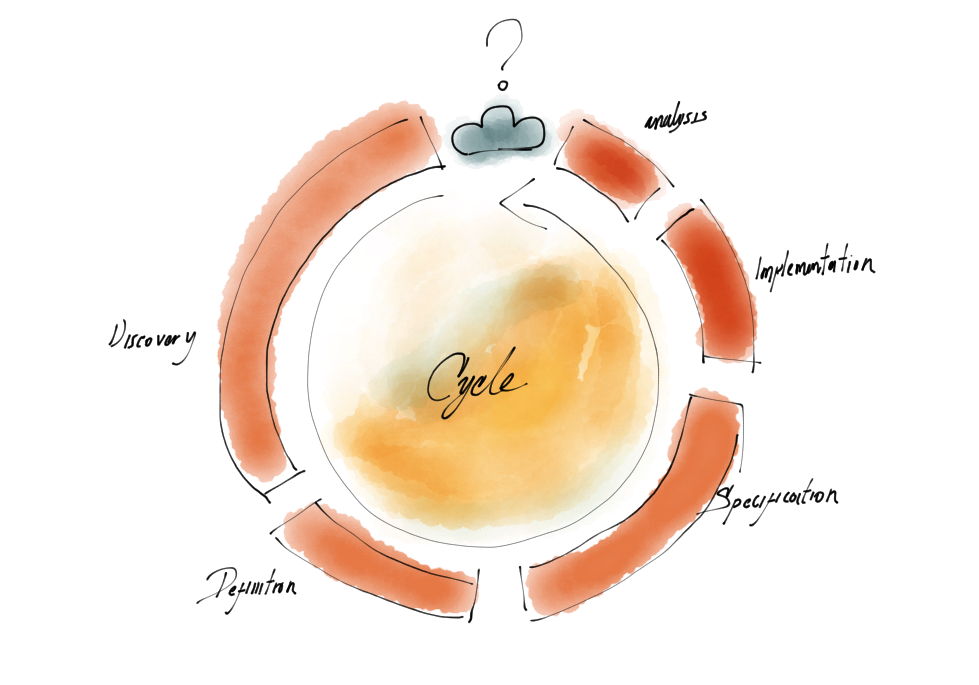 ?
analysis
Implementation
Discovery
Cycle
Specification
Definition